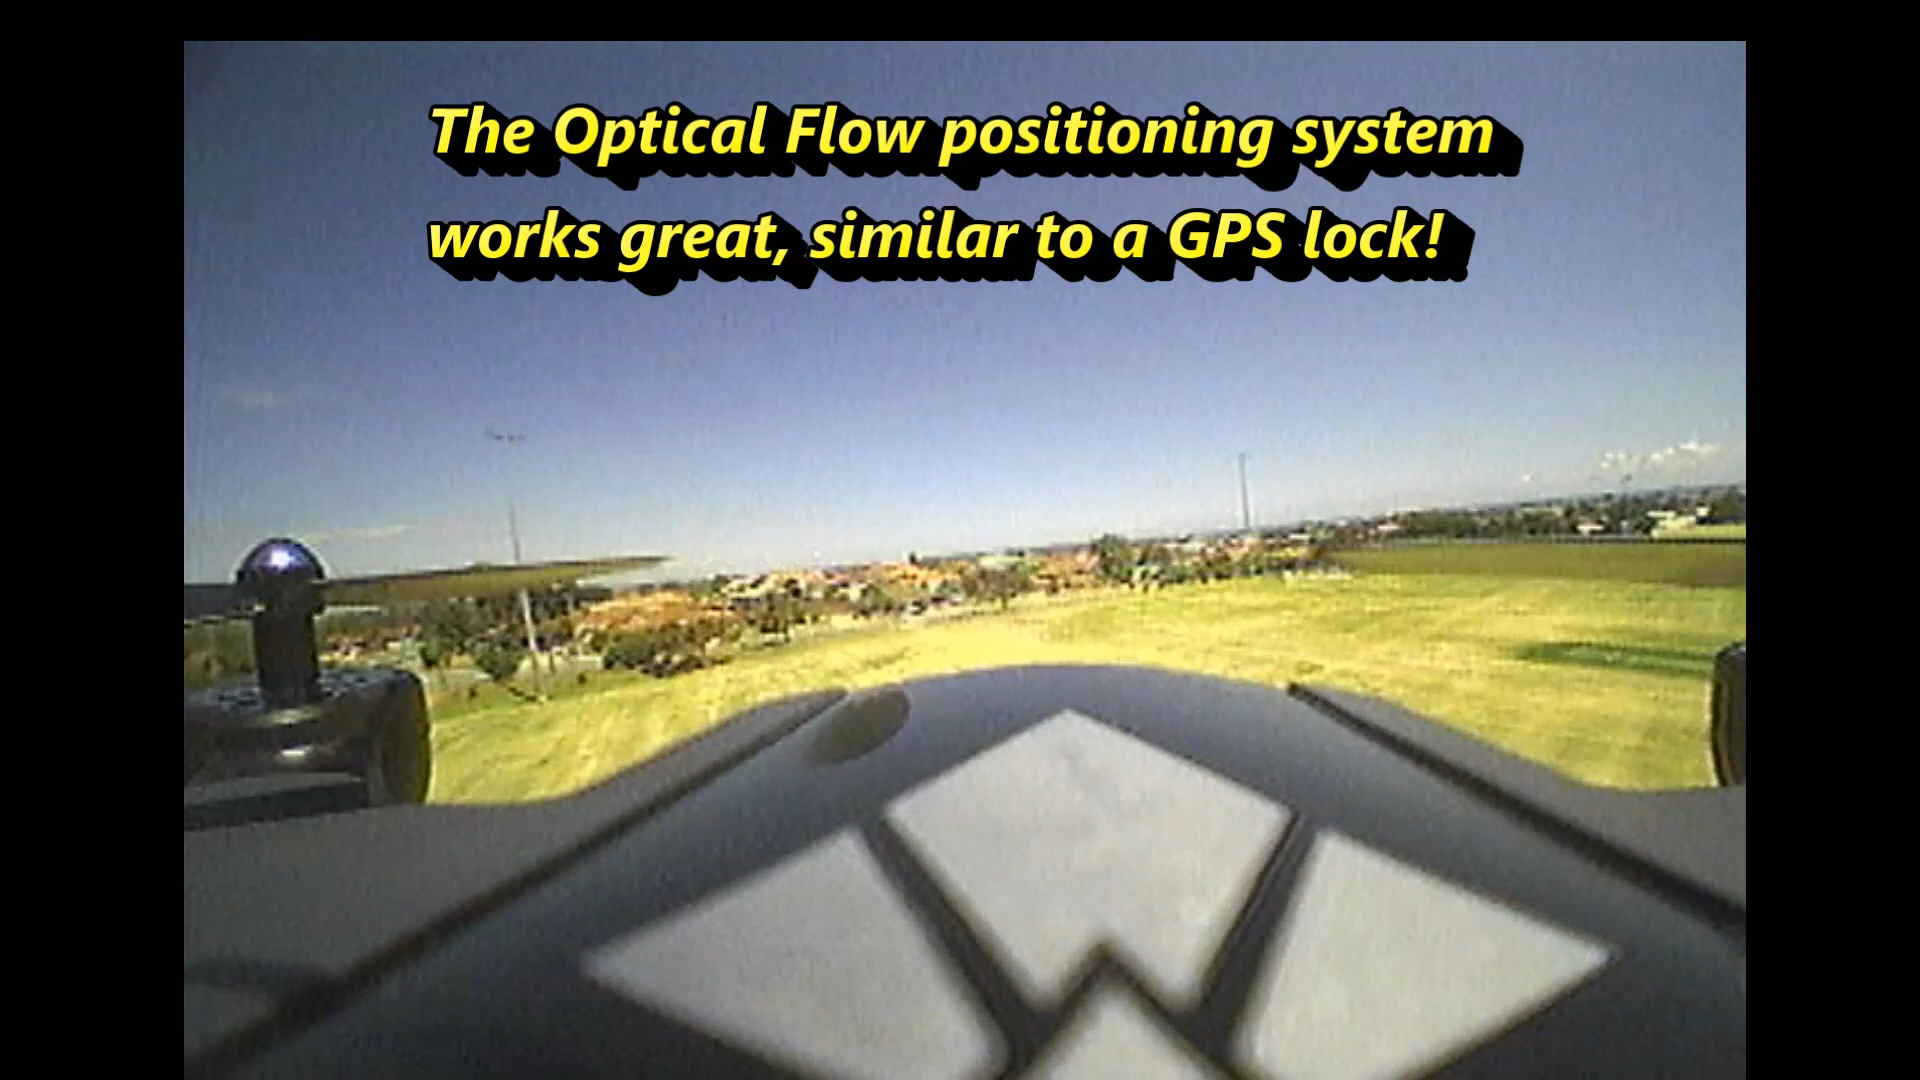 The Optical Flow positioning system
works great, similar to a GPS lock!